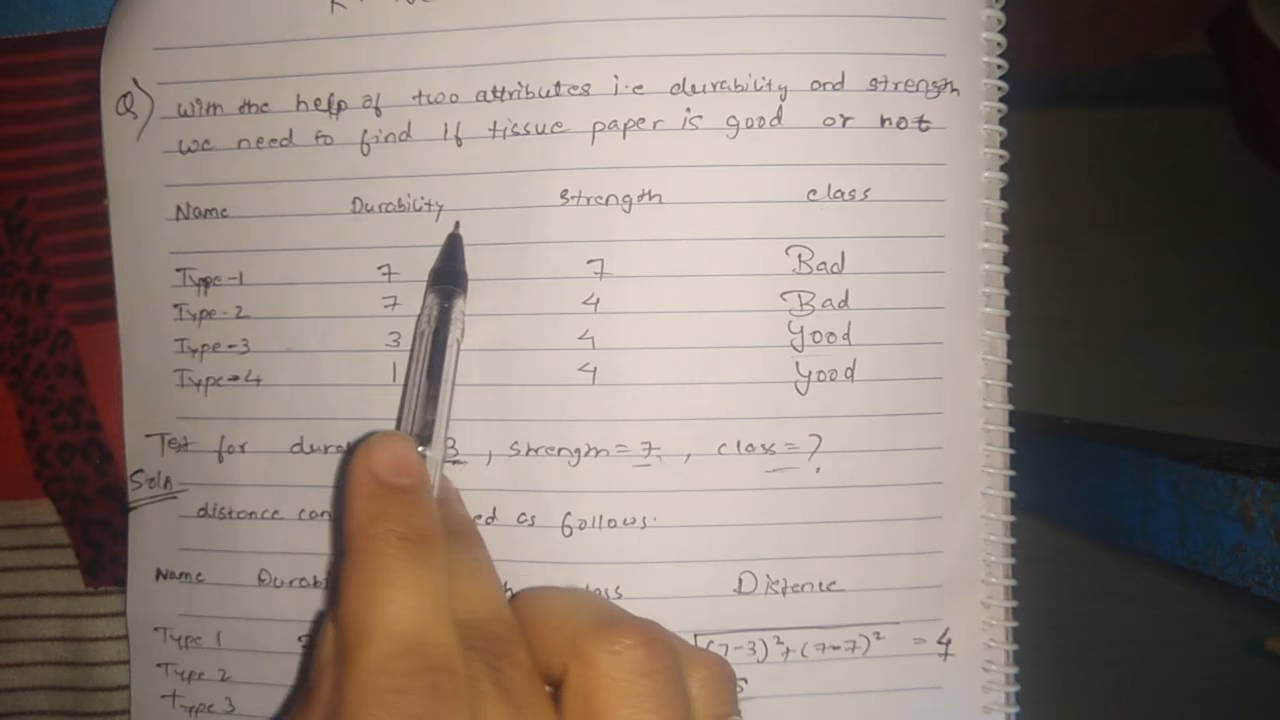 Q) With the help of two attributes i.e durability and strength
we need to find if tissue paper is good or not
Name Durability Strength class
Type-1 7 7 Bad
Type-2 7 4 Bad
Type-3 3 4 Good
Type-4 1 4 Good
Test for 3, strength = 7, class = ?
Soln
distance as follows.
Name Distence
Type 1 √(7-3)²+(7-7)² = 4
Type 2 5
Type 3